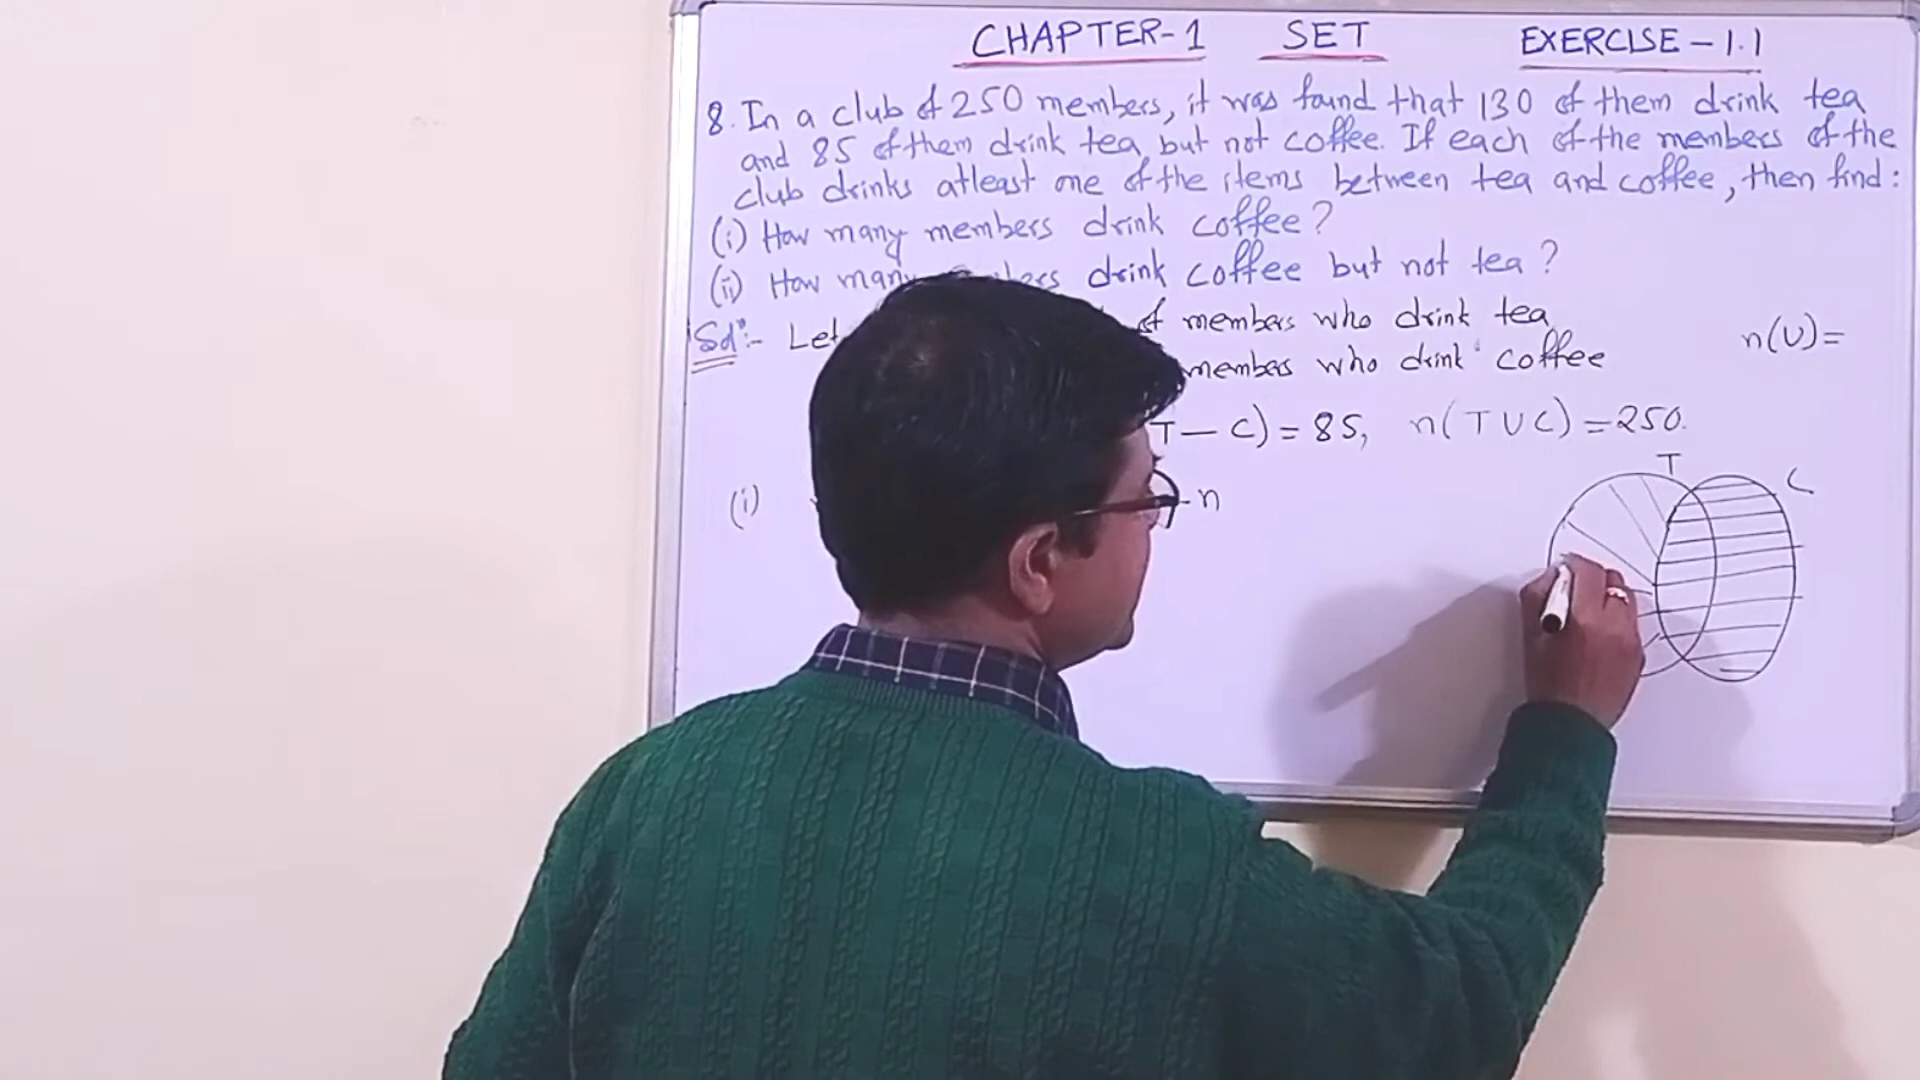 CHAPTER-1 SET EXERCISE-1.1
8. In a club of 250 members, it was found that 130 of them drink tea
and 85 of them drink tea but not coffee. If each of the members of the
club drinks atleast one of the items between tea and coffee, then find:
(i) How many members drink coffee?
(ii) How many drink coffee but not tea?
Sol^n:- Let of members who drink tea
n(U)=
members who drink coffee
T - C) = 85, n(T U C) = 250.
T
C
(i) - n